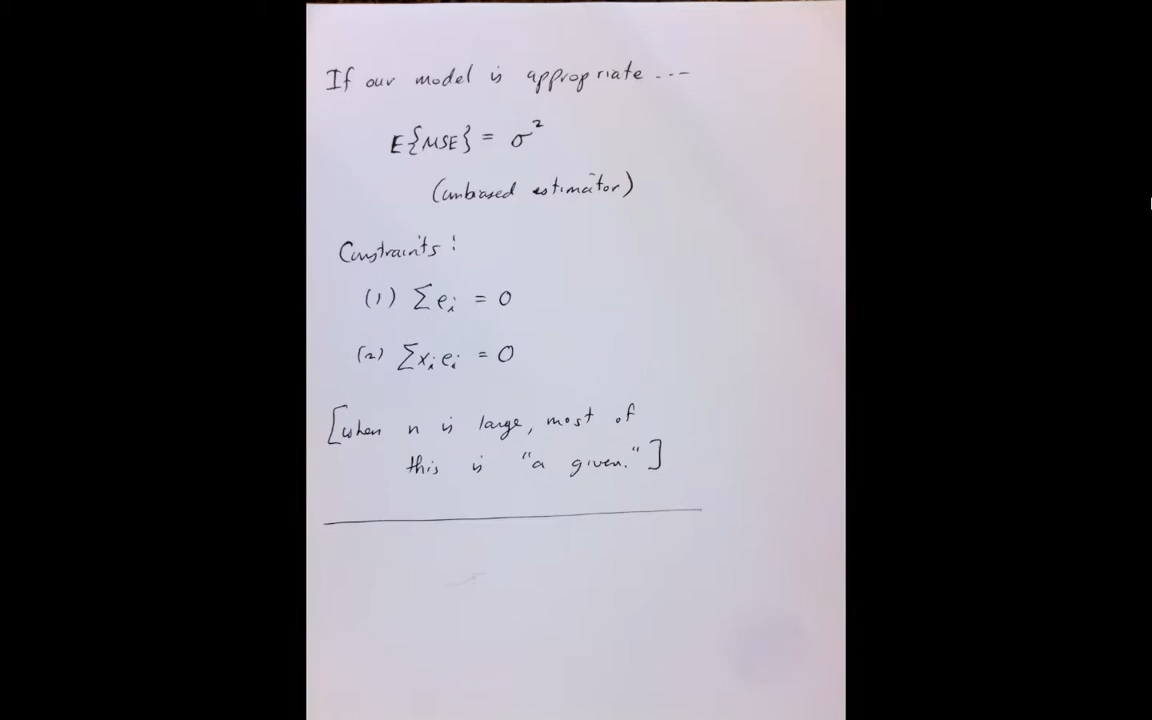 If our model is appropriate ...
E{MSE} = σ²
(unbiased estimator)
Constraints:
(1) Σeᵢ = 0
(2) Σxᵢeᵢ = 0
[when n is large, most of
this is "a given."]